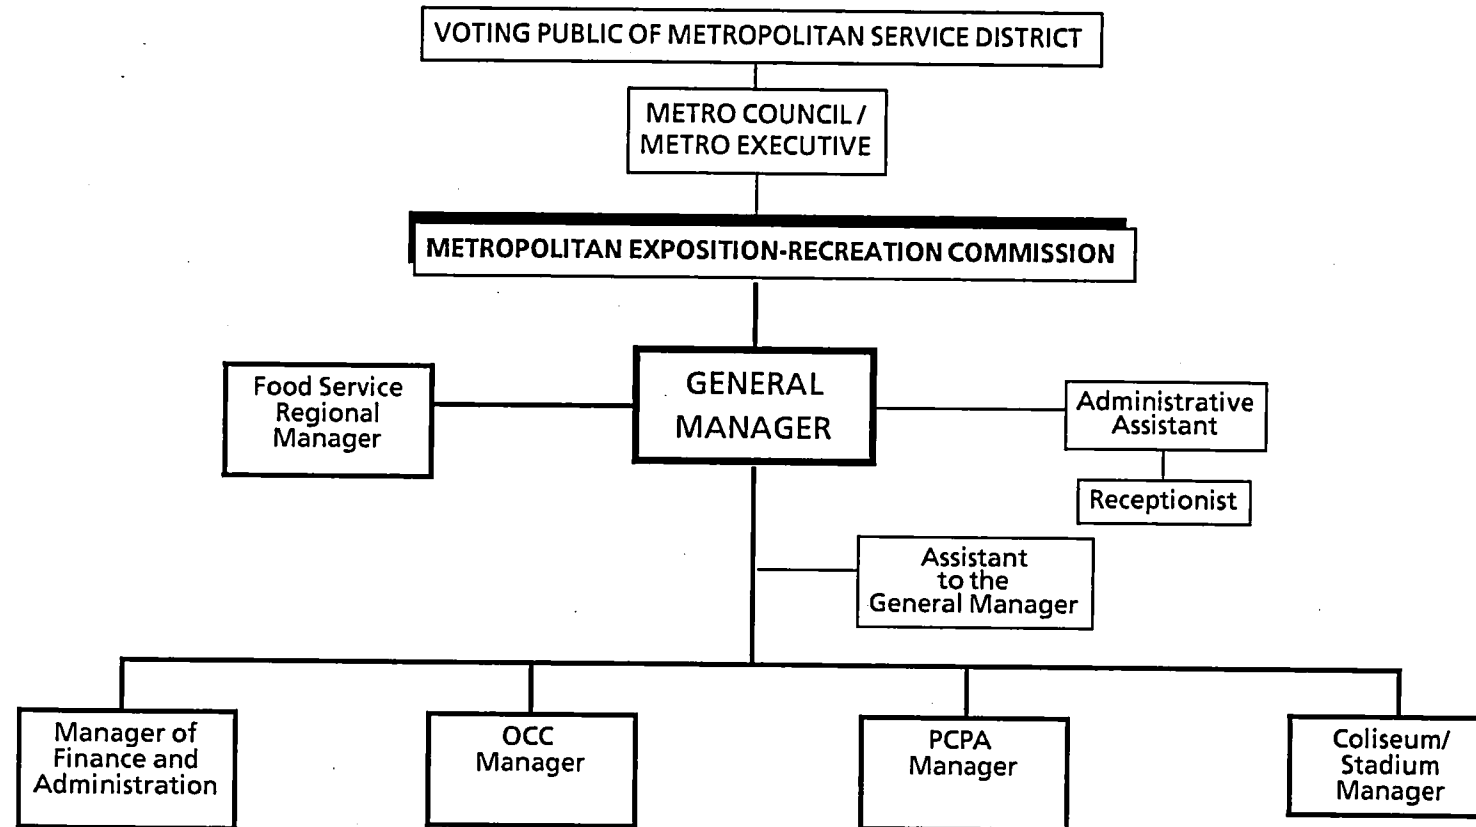 VOTING PUBLIC OF METROPOLITAN SERVICE DISTRICT
METRO COUNCIL /
METRO EXECUTIVE
METROPOLITAN EXPOSITION-RECREATION COMMISSION
GENERAL
MANAGER
Food Service
Regional
Manager
Administrative
Assistant
Receptionist
Assistant
to the
General Manager
Manager of
Finance and
Administration
OCC
Manager
PCPA
Manager
Coliseum/
Stadium
Manager